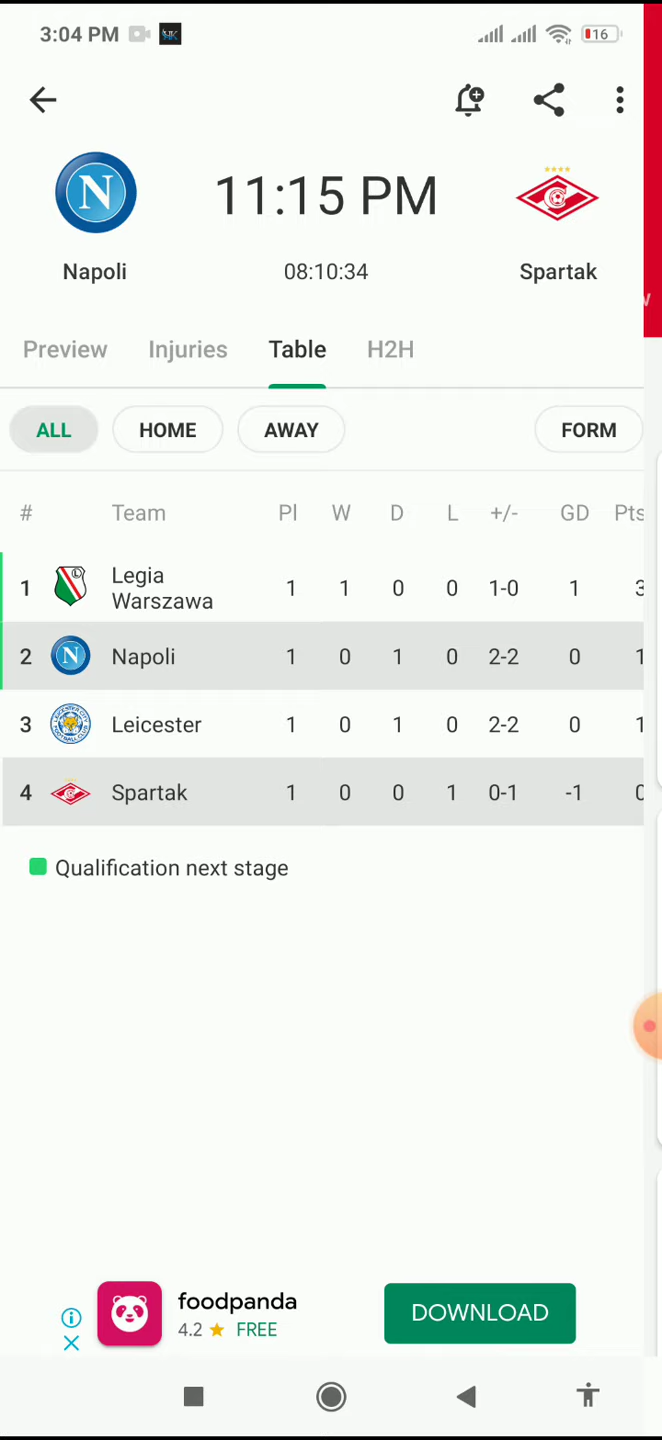 3:04 PM HK 16
N 11:15 PM
Napoli 08:10:34 Spartak
Preview Injuries Table H2H
ALL HOME AWAY FORM
# Team Pl W D L +/- GD Pts
1 Legia Warszawa 1 1 0 0 1-0 1 3
2 N Napoli 1 0 1 0 2-2 0 1
3 Leicester 1 0 1 0 2-2 0 1
4 Spartak 1 0 0 1 0-1 -1 0
Qualification next stage
foodpanda
4.2 FREE
DOWNLOAD